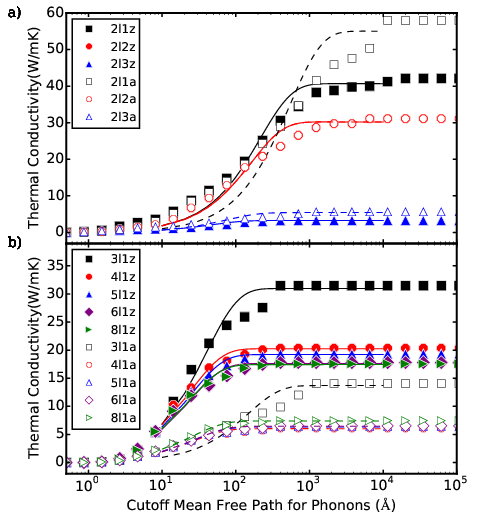 a)
60
50
40
30
20
10
0
Thermal Conductivity(W/mK)
2l1z
2l2z
2l3z
2l1a
2l2a
2l3a
b)
35
30
25
20
15
10
5
0
Thermal Conductivity(W/mK)
3l1z
4l1z
5l1z
6l1z
8l1z
3l1a
4l1a
5l1a
6l1a
8l1a
10⁰ 10¹ 10² 10³ 10⁴ 10⁵
Cutoff Mean Free Path for Phonons (Å)